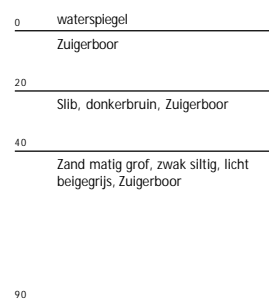 0 waterspiegel
Zuigerboor
20
Slib, donkerbruin, Zuigerboor
40
Zand matig grof, zwak siltig, licht
beigegrijs, Zuigerboor
90